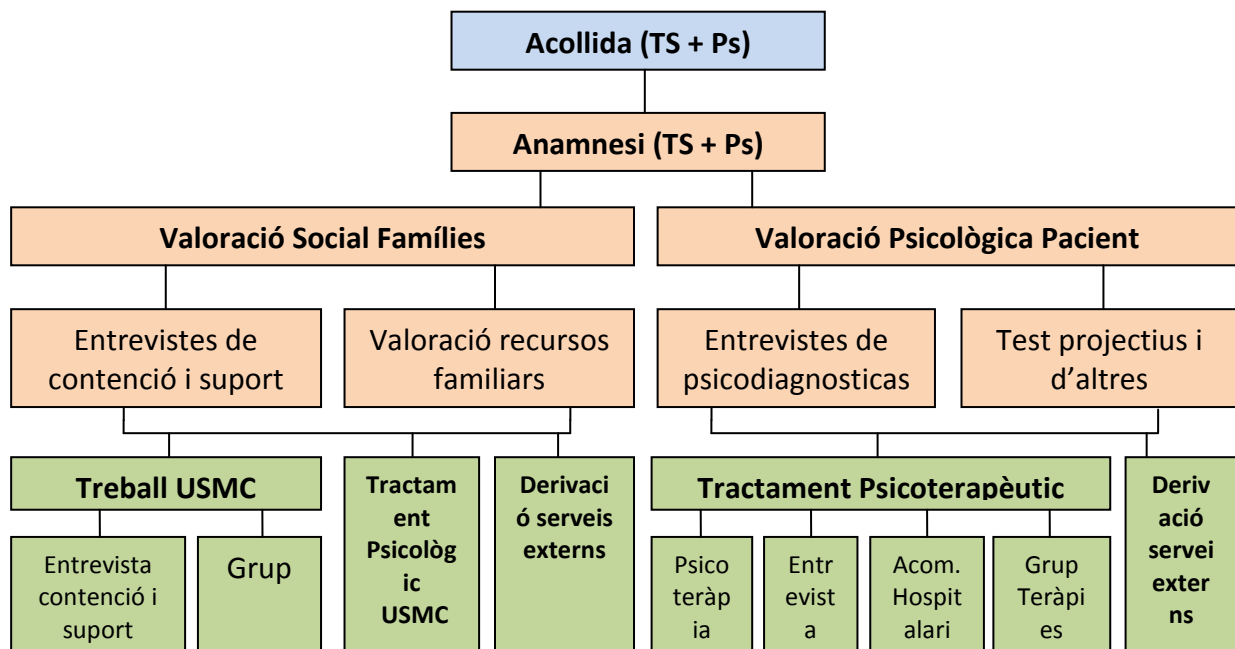 Acollida (TS + Ps)
Anamnesi (TS + Ps)
Valoració Social Famílies
Valoració Psicològica Pacient
Entrevistes de
contenció i suport
Valoració recursos
familiars
Entrevistes de
psicodiagnosticas
Test projectius i
d’altres
Treball USMC
Tractam
ent
Psicològ
ic
USMC
Derivaci
ó serveis
externs
Tractament Psicoterapèutic
Deriv
ació
servei
exter
ns
Entrevista
contenció i
suport
Grup
Psico
teràp
ia
Entr
evist
a
Acom.
Hospit
alari
Grup
Teràpi
es